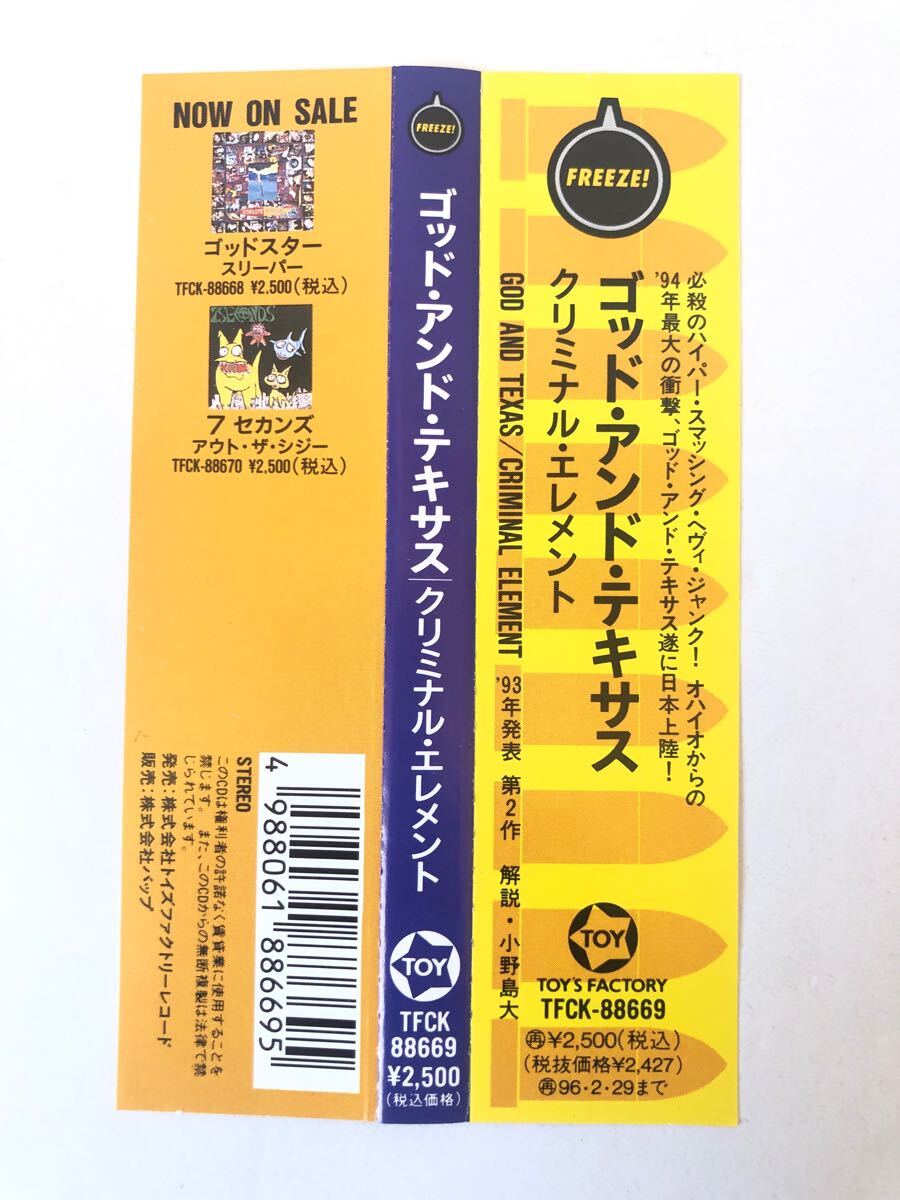 FREEZE!
必殺のハイパー・スマッシング・ヘヴィ・ジャンク! オハイオからの
'94年最大の衝撃、ゴッド・アンド・テキサス遂に日本上陸!
ゴッド・アンド・テキサス
クリミナル・エレメント
GOD AND TEXAS/CRIMINAL ELEMENT '93年発表 第2作 解説・小野島大
TOY
TOY'S FACTORY
TFCK-88669
㋐¥2,500(税込)
(税抜価格¥2,427)
㋐96・2・29まで
FREEZE!
ゴッド・アンド・テキサス|クリミナル・エレメント
TOY
TFCK
88669
¥2,500
(税込価格)
NOW ON SALE
ゴッドスター
スリーパー
TFCK-88668 ¥2,500(税込)
7SECONDS
7 セカンズ
アウト・ザ・シジー
TFCK-88670 ¥2,500(税込)
4 988061 886695
STEREO
このCDは権利者の許諾なく賃貸業に使用することを
禁じます。また、このCDからの無断複製は法律で禁
じられています。
発売:株式会社トイズファクトリーレコード
販売:株式会社バップ